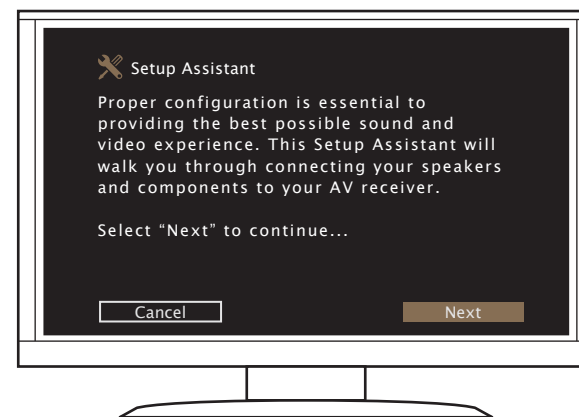 Setup Assistant
Proper configuration is essential to
providing the best possible sound and
video experience. This Setup Assistant will
walk you through connecting your speakers
and components to your AV receiver.
Select “Next” to continue...
Cancel
Next